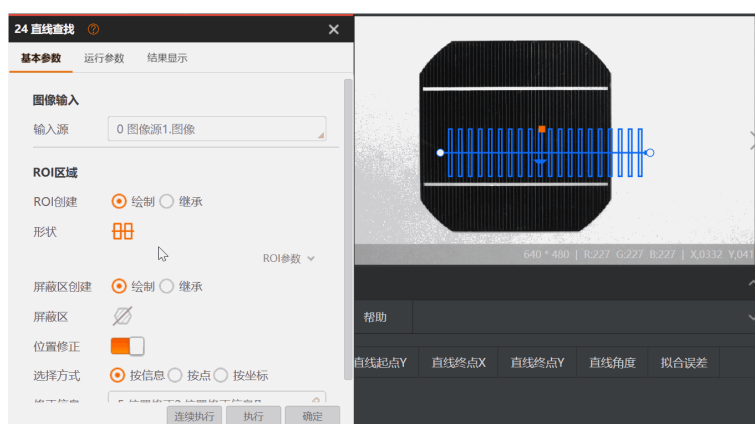 24 直线查找
基本参数 运行参数 结果显示
图像输入
输入源 0 图像源1.图像
ROI区域
ROI创建 绘制 继承
形状
ROI参数
屏蔽区创建 绘制 继承
屏蔽区
位置修正
选择方式 按信息 按点 按坐标
连续执行 执行 确定
640 * 480 | R:227 G:227 B:227 | X,0332 Y,041
帮助
直线起点Y 直线终点X 直线终点Y 直线角度 拟合误差